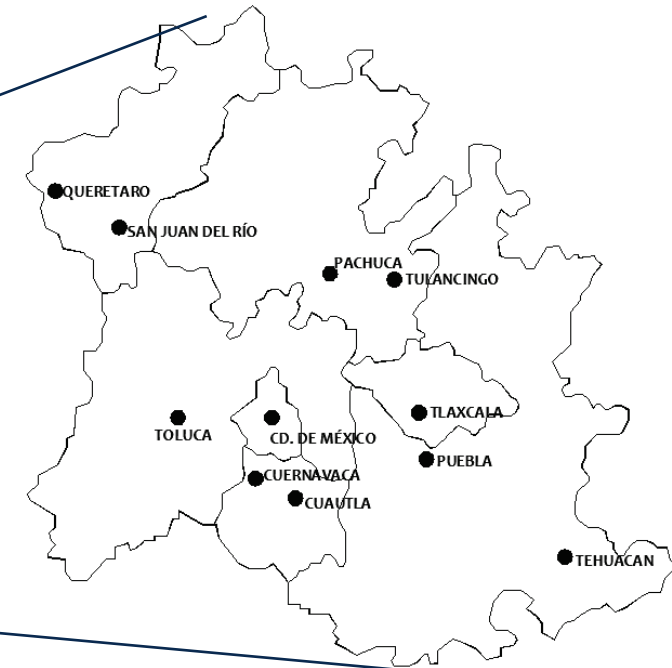 QUERETARO
SAN JUAN DEL RÍO
PACHUCA
TULANCINGO
TLAXCALA
TOLUCA
CD. DE MÉXICO
PUEBLA
CUERNAVACA
CUAUTLA
TEHUACAN